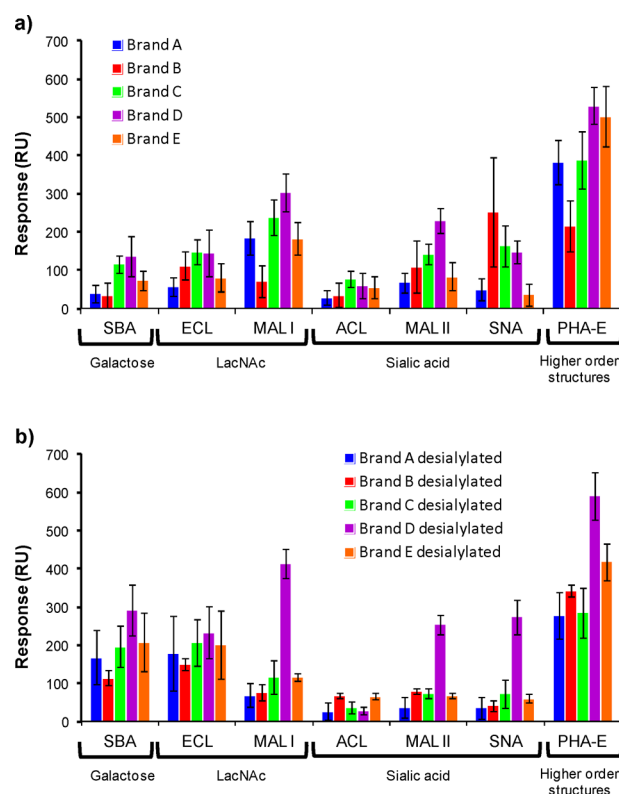 a)
700
600
500
400
300
200
100
0
Response (RU)
Brand A
Brand B
Brand C
Brand D
Brand E
SBA ECL MAL I ACL MAL II SNA PHA-E
Galactose LacNAc Sialic acid Higher order
structures
b)
700
600
500
400
300
200
100
0
Response (RU)
Brand A desialylated
Brand B desialylated
Brand C desialylated
Brand D desialylated
Brand E desialylated
SBA ECL MAL I ACL MAL II SNA PHA-E
Galactose LacNAc Sialic acid Higher order
structures